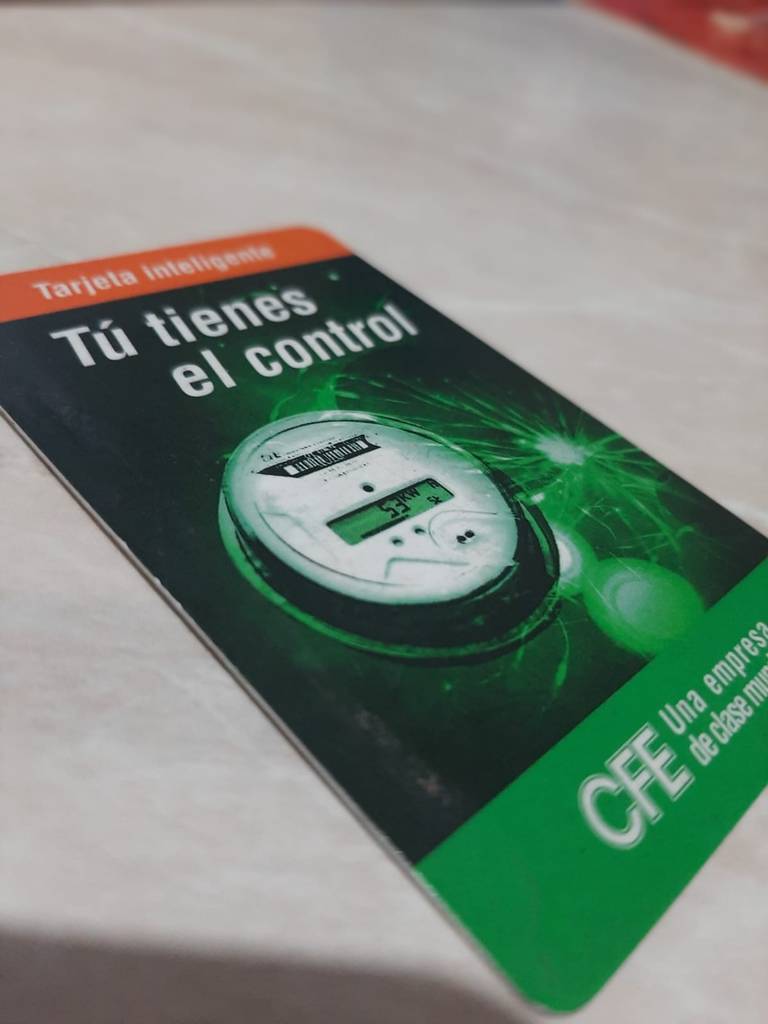 Tarjeta inteligente
Tú tienes
el control
CFE
Una empresa
de clase